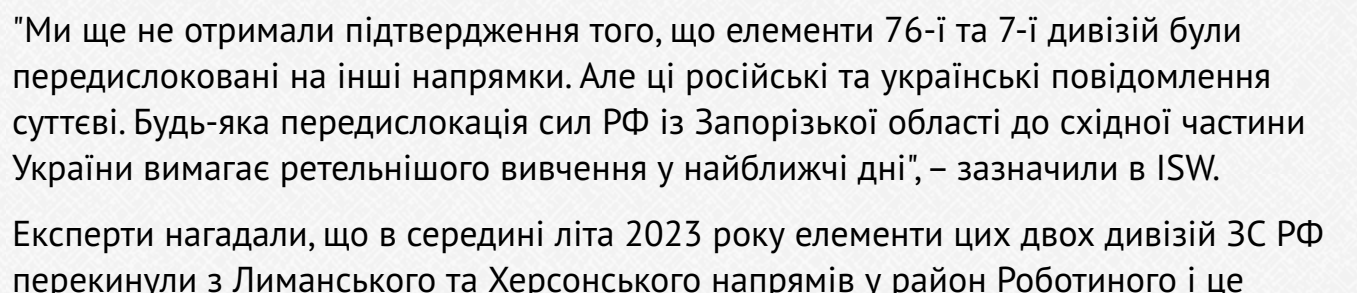 "Ми ще не отримали підтвердження того, що елементи 76-ї та 7-ї дивізій були
передислоковані на інші напрямки. Але ці російські та українські повідомлення
суттєві. Будь-яка передислокація сил РФ із Запорізької області до східної частини
України вимагає ретельнішого вивчення у найближчі дні", – зазначили в ISW.
Експерти нагадали, що в середині літа 2023 року елементи цих двох дивізій ЗС РФ
перекинули з Лиманського та Херсонського напрямів у район Роботиного і це